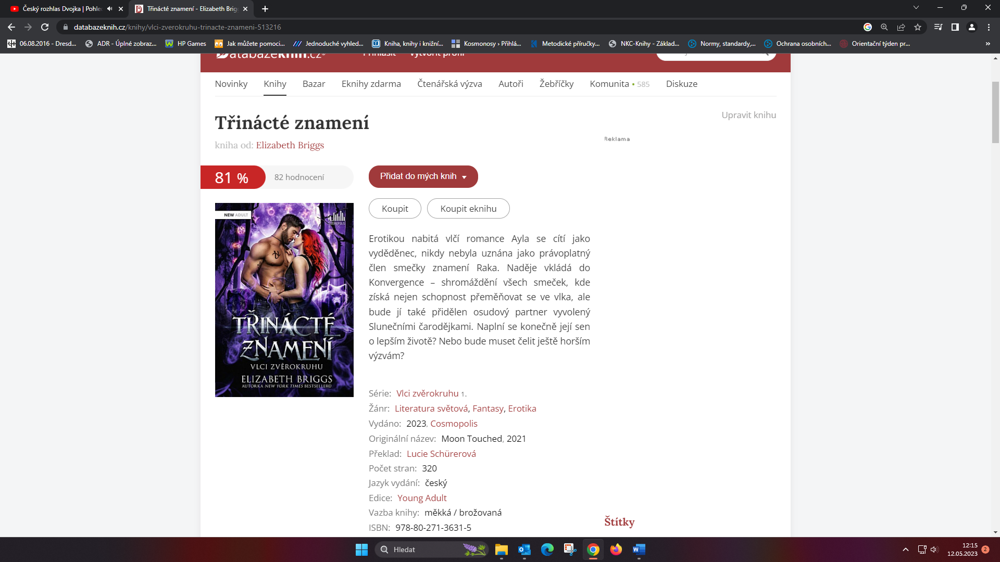 Český rozhlas Dvojka | Pohled
Třinácté znamení - Elizabeth Brig
databazeknih.cz/knihy/vlci-zverokruhu-trinacte-znameni-513216
06.08.2016 - Dresd...
ADR - Úplné zobraz...
HP Games
Jak můžete pomoci...
Jednoduché vyhled...
Kniha, knihy i knižní...
Kosmonosy › Přihlá...
Metodické příručky...
NKC-Knihy - Základ...
Normy, standardy,...
Ochrana osobních...
Orientační týden pr...
»
Databazeknih.cz
Přihlásit Vytvořit profil
Novinky Knihy Bazar Eknihy zdarma Čtenářská výzva Autoři Žebříčky Komunita • 585 Diskuze
Třinácté znamení
Upravit knihu
kniha od: Elizabeth Briggs
Reklama
81 % 82 hodnocení
Přidat do mých knih
Koupit Koupit eknihu
NEW ADULT
COSMOPOLIS
TŘINÁCTÉ
ZNAMENÍ
VLCI ZVĚROKRUHU
ELIZABETH BRIGGS
AUTORKA NEW YORK TIMES BESTSELLERŮ
Erotikou nabitá vlčí romance Ayla se cítí jako
vyděděnec, nikdy nebyla uznána jako právoplatný
člen smečky znamení Raka. Naděje vkládá do
Konvergence – shromáždění všech smeček, kde
získá nejen schopnost přeměňovat se ve vlka, ale
bude jí také přidělen osudový partner vyvolený
Slunečními čarodějkami. Naplní se konečně její sen
o lepším životě? Nebo bude muset čelit ještě horším
výzvám?
Série: Vlci zvěrokruhu 1.
Žánr: Literatura světová, Fantasy, Erotika
Vydáno: 2023, Cosmopolis
Originální název: Moon Touched, 2021
Překlad: Lucie Schürerová
Počet stran: 320
Jazyk vydání: český
Edice: Young Adult
Vazba knihy: měkká / brožovaná
ISBN: 978-80-271-3631-5
Štítky
Hledat
12:15
12.05.2023
2